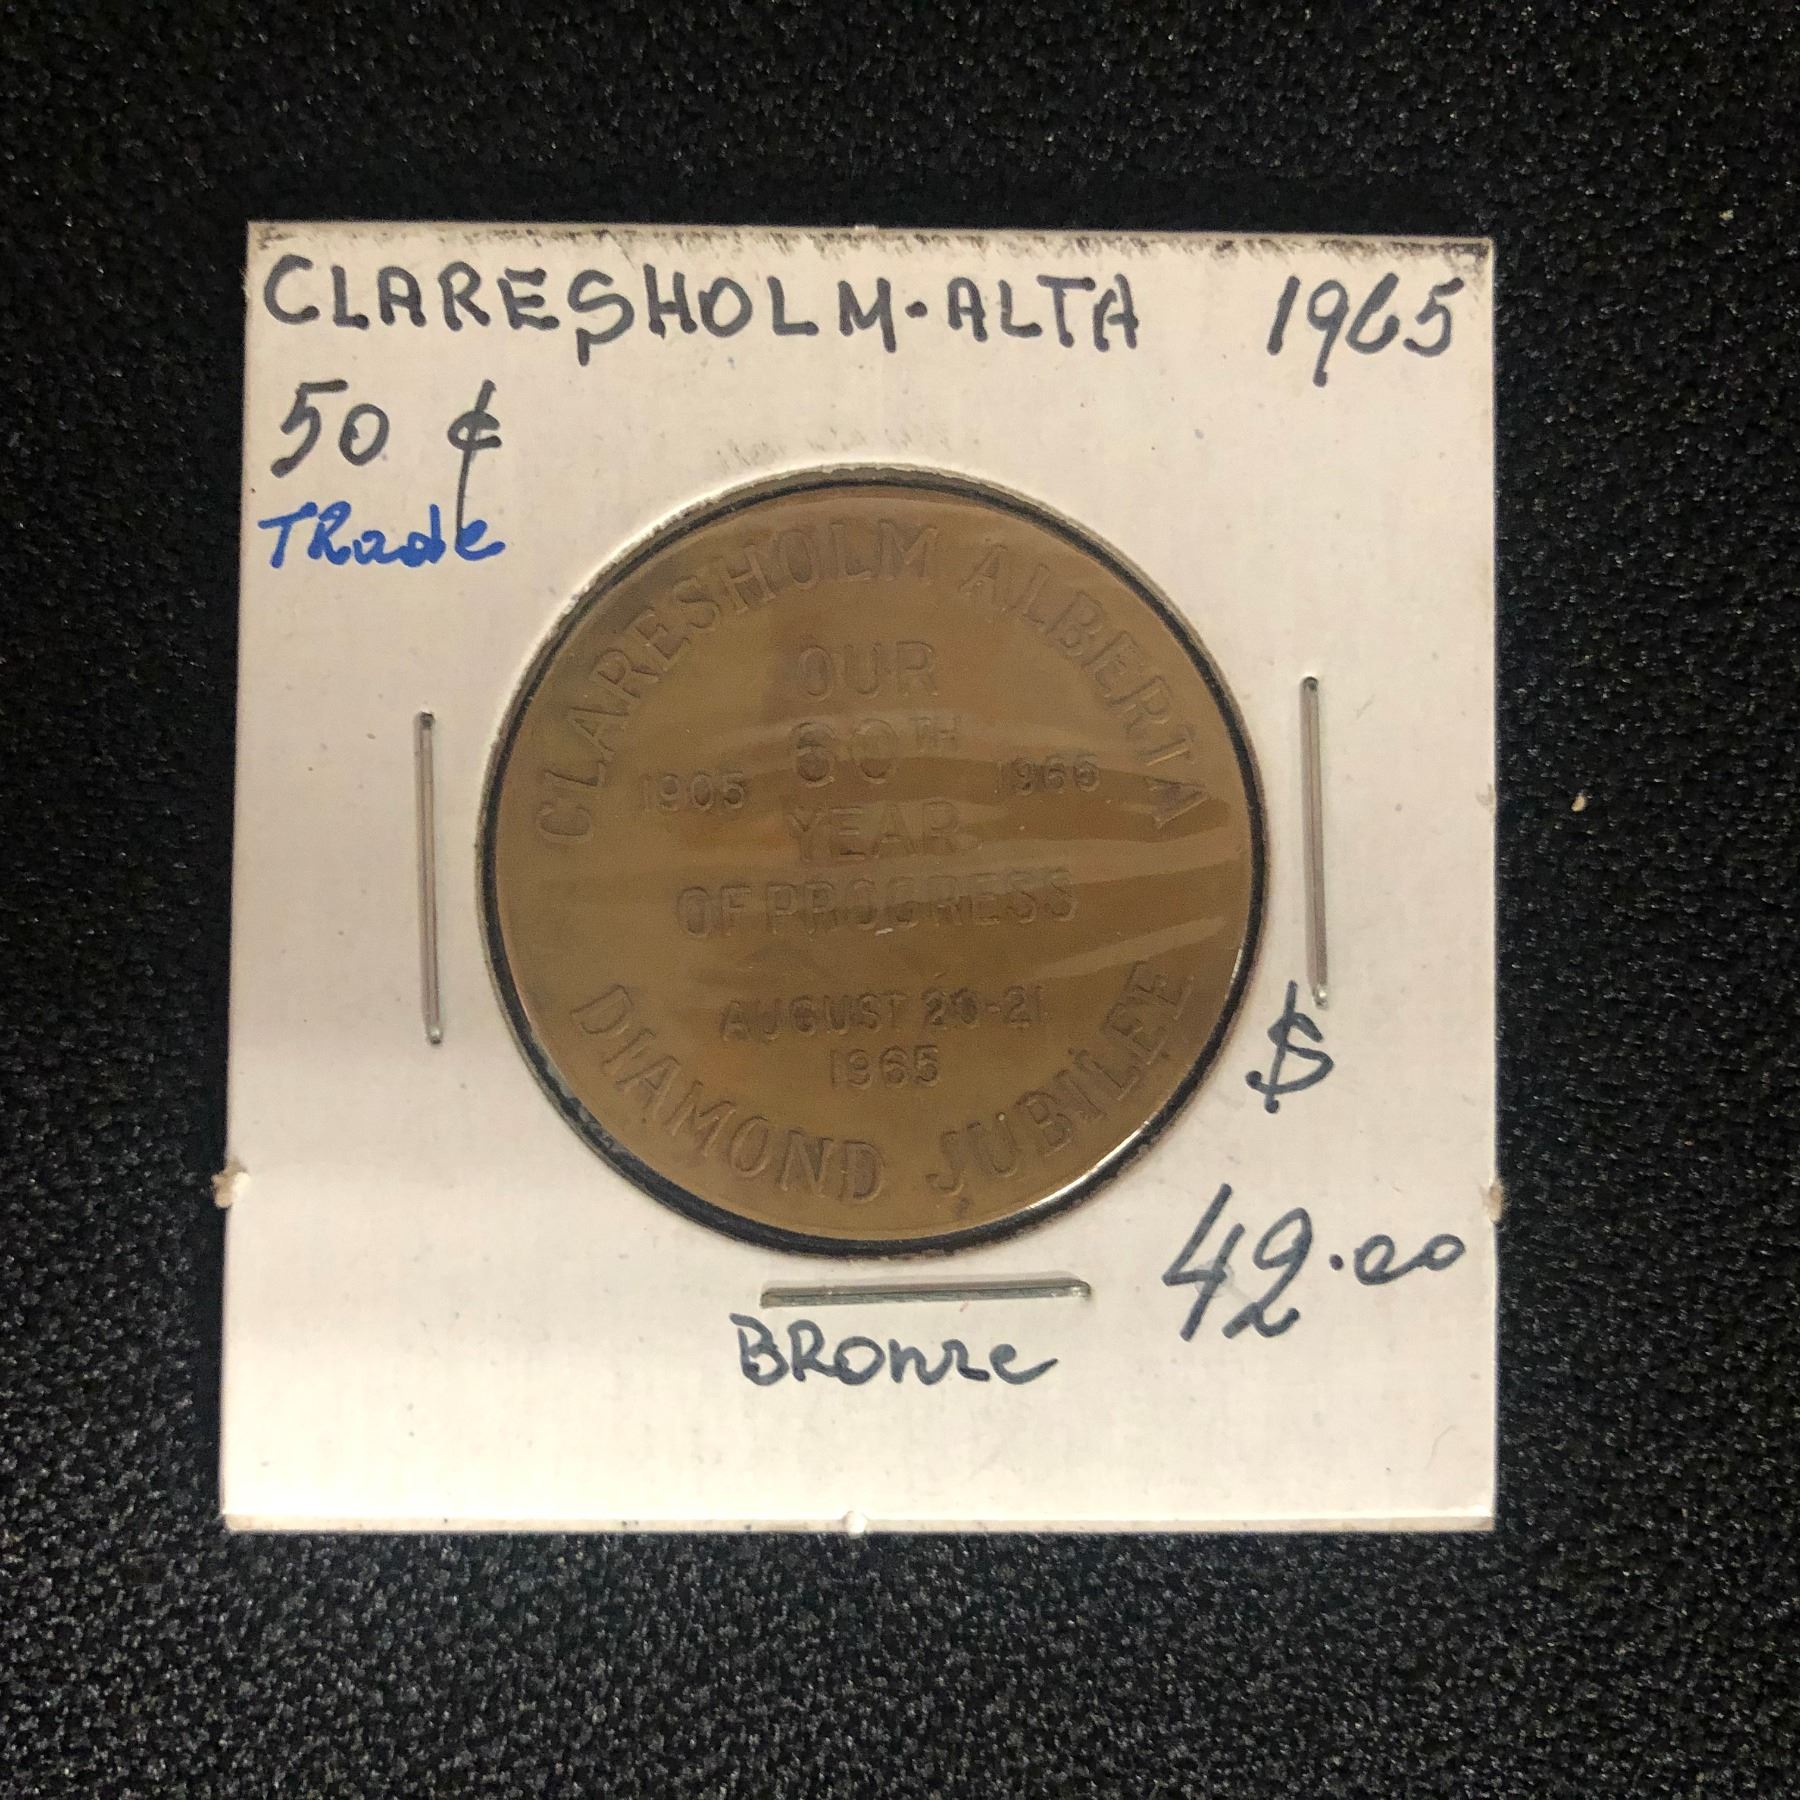 CLARESHOLM-ALTA 1965
50 ¢
TRade
CLARESHOLM ALBERTA
OUR
60TH
1905 1965
YEAR
OF PROGRESS
AUGUST 20-21
1965
DIAMOND JUBILEE
$
42.00
BRonze